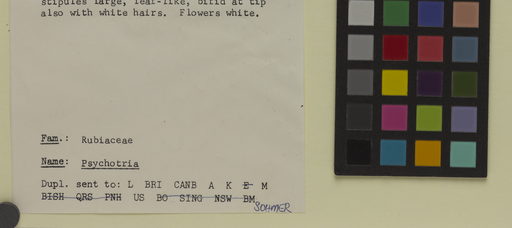 stipules large, leaf-like, bifid at tip
also with white hairs. Flowers white.
Fam.: Rubiaceae
Name: Psychotria
Dupl. sent to: L BRI CANB A K E M
BISH QRS PNH US BO SING NSW BM
SOHMER